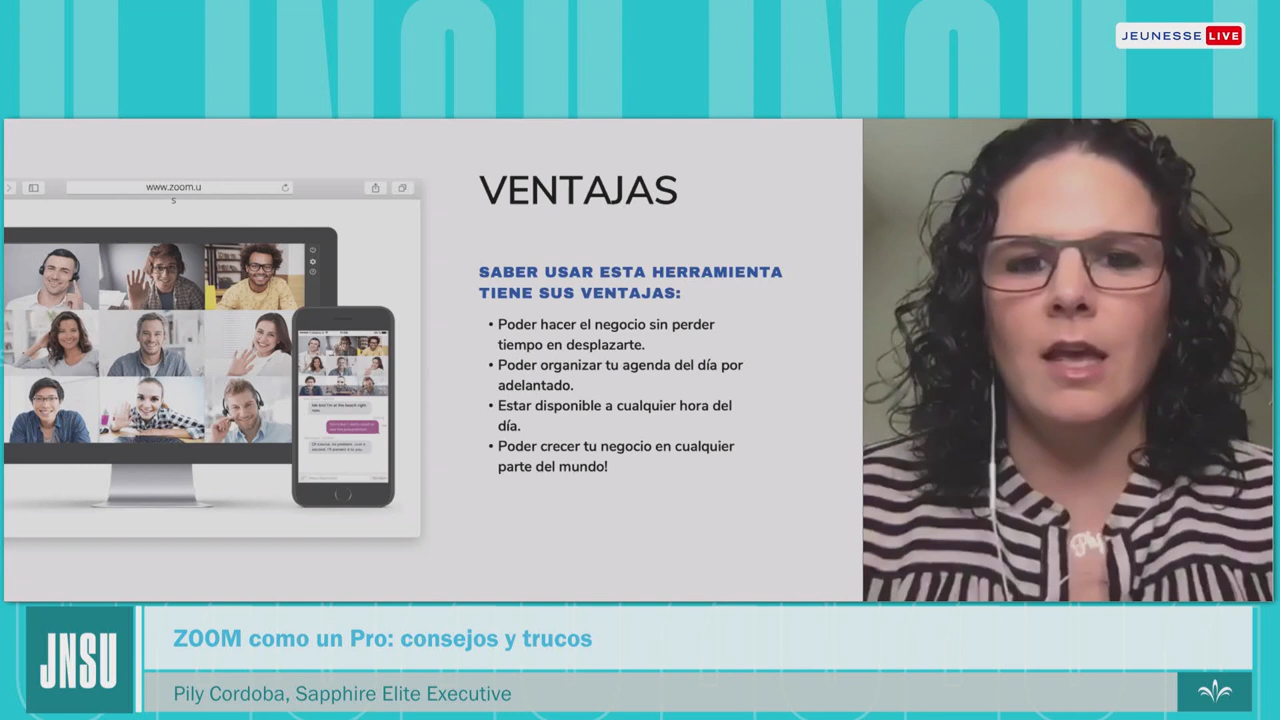 JEUNESSE LIVE
www.zoom.u
s
VENTAJAS
SABER USAR ESTA HERRAMIENTA
TIENE SUS VENTAJAS:
• Poder hacer el negocio sin perder
tiempo en desplazarte.
• Poder organizar tu agenda del día por
adelantado.
• Estar disponible a cualquier hora del
día.
• Poder crecer tu negocio en cualquier
parte del mundo!
Pily
JNSU
ZOOM como un Pro: consejos y trucos
Pily Cordoba, Sapphire Elite Executive